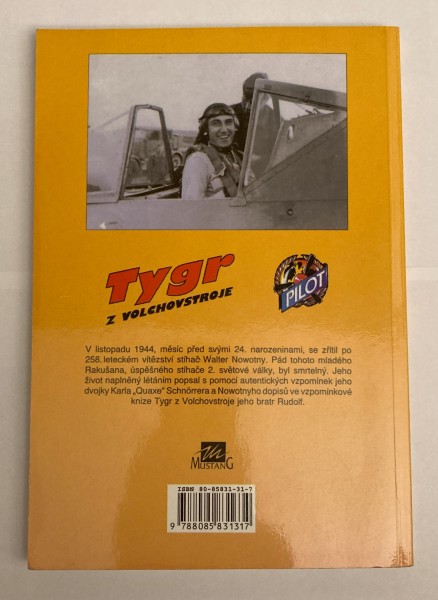 Tygr
Z VOLCHOVSTROJE
PILOT
V listopadu 1944, měsíc před svými 24. narozeninami, se zřítil po
258. leteckém vítězství stíhač Walter Nowotny. Pád tohoto mladého
Rakušana, úspěšného stíhače 2. světové války, byl smrtelný. Jeho
život naplněný létáním popsal s pomocí autentických vzpomínek jeho
dvojky Karla „Quaxe" Schnörrera a Nowotnyho dopisů ve vzpomínkové
knize Tygr z Volchovstroje jeho bratr Rudolf.
MUSTANG
ISBN 80-85831-31-7
9 788085 831317